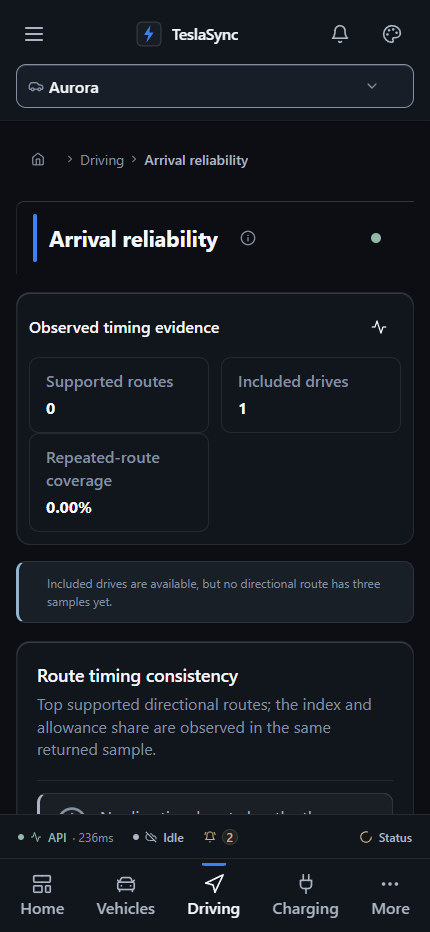 TeslaSync
Aurora
Driving
Arrival reliability
Arrival reliability
Observed timing evidence
Supported routes
0
Included drives
1
Repeated-route
coverage
0.00%
Included drives are available, but no directional route has three
samples yet.
Route timing consistency
Top supported directional routes; the index and
allowance share are observed in the same
returned sample.
API · 236ms
Idle
2
Status
Home
Vehicles
Driving
Charging
More